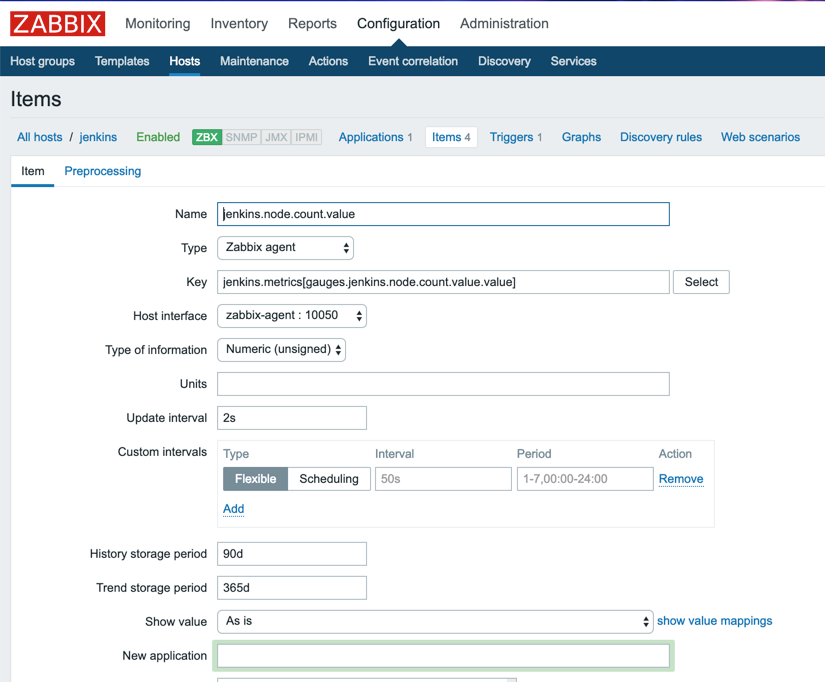 ZABBIX Monitoring Inventory Reports Configuration Administration
Host groups Templates Hosts Maintenance Actions Event correlation Discovery Services
Items
All hosts / jenkins Enabled ZBX SNMP JMX IPMI Applications 1 Items 4 Triggers 1 Graphs Discovery rules Web scenarios
Item Preprocessing
Name jenkins.node.count.value
Type Zabbix agent
Key jenkins.metrics[gauges.jenkins.node.count.value.value] Select
Host interface zabbix-agent : 10050
Type of information Numeric (unsigned)
Units
Update interval 2s
Custom intervals Type Interval Period Action
Flexible Scheduling 50s 1-7,00:00-24:00 Remove
Add
History storage period 90d
Trend storage period 365d
Show value As is show value mappings
New application